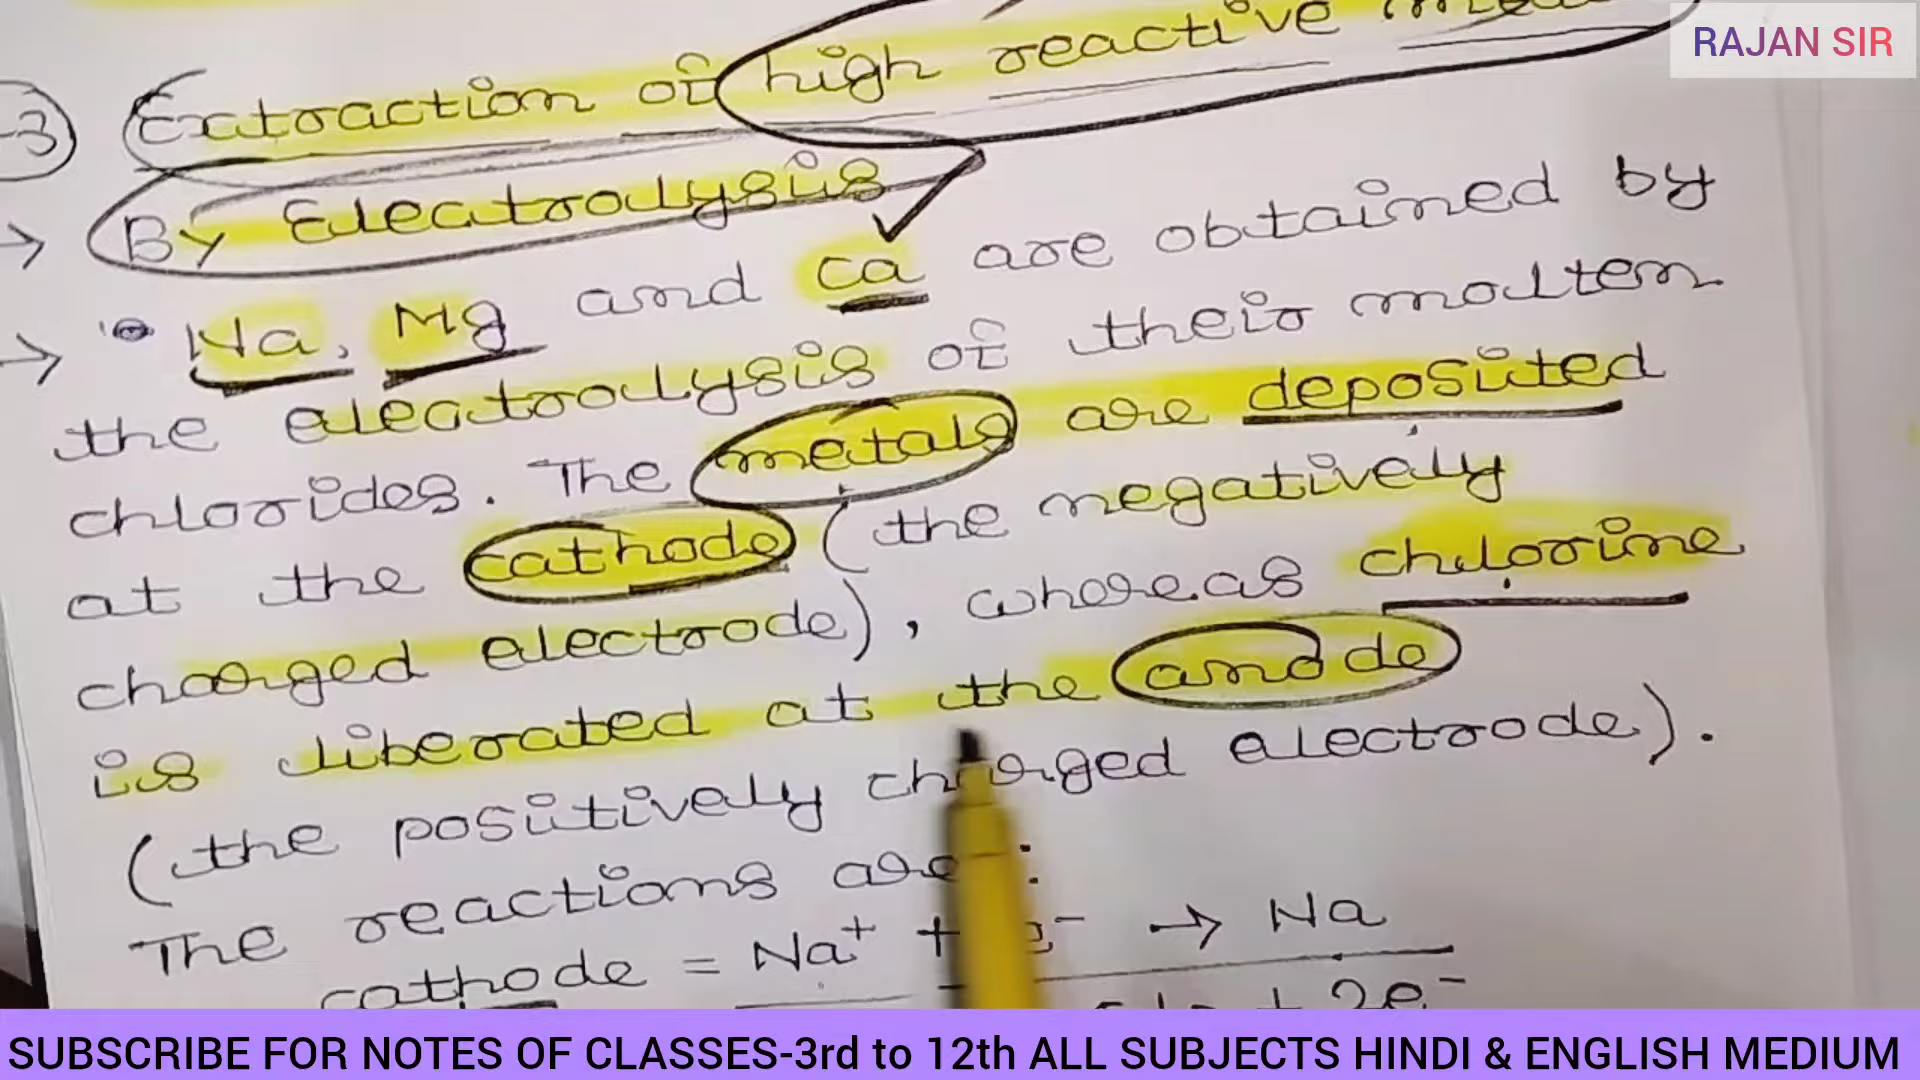 Extraction of high reactive
RAJAN SIR
-3
→ By Electrolysis
→ Na, Mg and Ca are obtained by
the electrolysis of their molten
chlorides. The metals are deposited
at the cathode (the negatively
charged electrode), whereas chlorine
is liberated at the anode
(the positively charged electrode).
The reactions are :
cathode = Na⁺ + e⁻ → Na
+ 2e⁻
SUBSCRIBE FOR NOTES OF CLASSES-3rd to 12th ALL SUBJECTS HINDI & ENGLISH MEDIUM